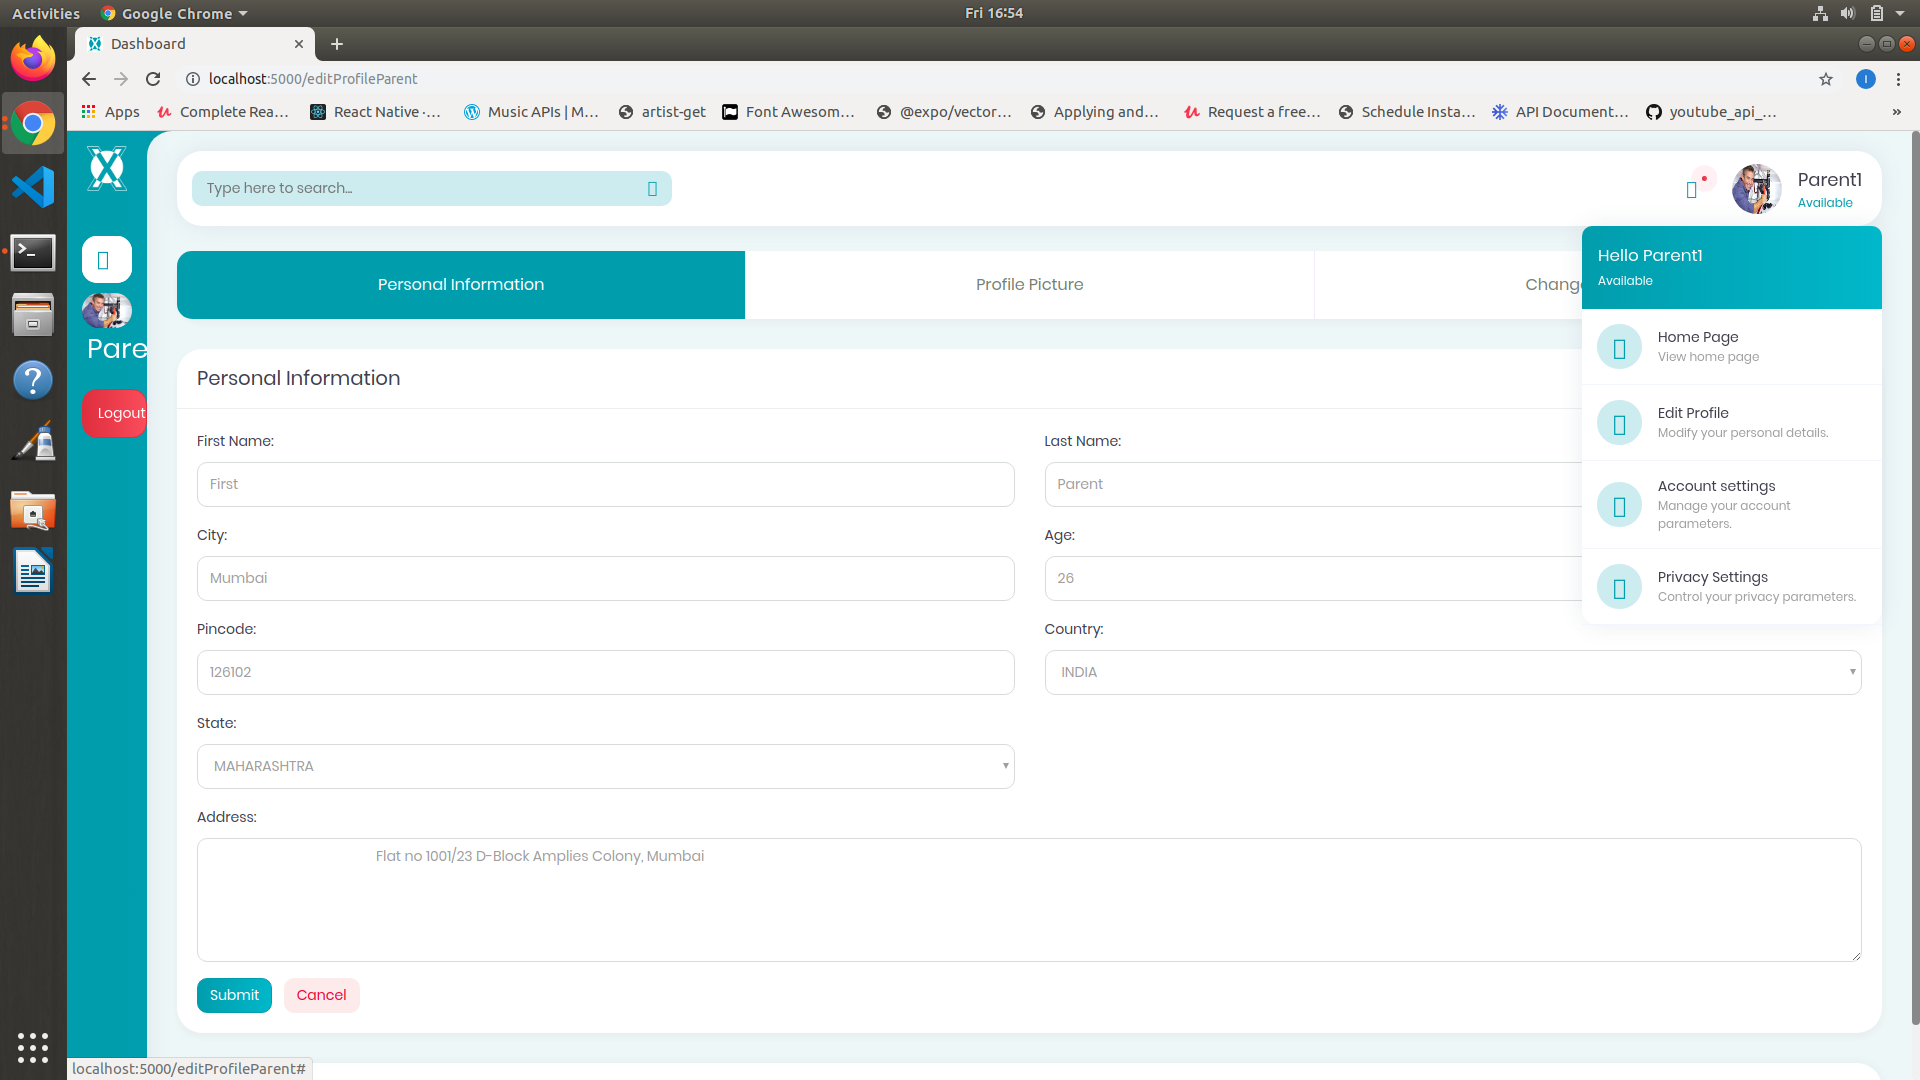 Activities
Google Chrome
Fri 16:54
Dashboard
localhost:5000/editProfileParent
Apps
Complete Rea...
React Native ·...
Music APIs | M...
artist-get
Font Awesom...
@expo/vector...
Applying and...
Request a free...
Schedule Insta...
API Document...
youtube_api_...
»
Type here to search...
Parent1
Available
Pare
Logout
Personal Information
Profile Picture
Chang
Hello Parent1
Available
Home Page
View home page
Edit Profile
Modify your personal details.
Account settings
Manage your account
parameters.
Privacy Settings
Control your privacy parameters.
Personal Information
First Name:
Last Name:
First
Parent
City:
Age:
Mumbai
26
Pincode:
Country:
126102
INDIA
State:
MAHARASHTRA
Address:
Flat no 1001/23 D-Block Amplies Colony, Mumbai
Submit
Cancel
localhost:5000/editProfileParent#